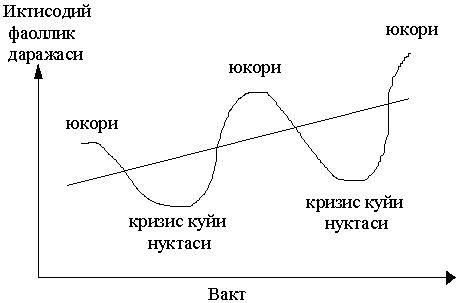 Иктисодий
фаоллик
даражаси
юкори
юкори
юкори
кризис куйи
нуктаси
кризис куйи
нуктаси
Вакт